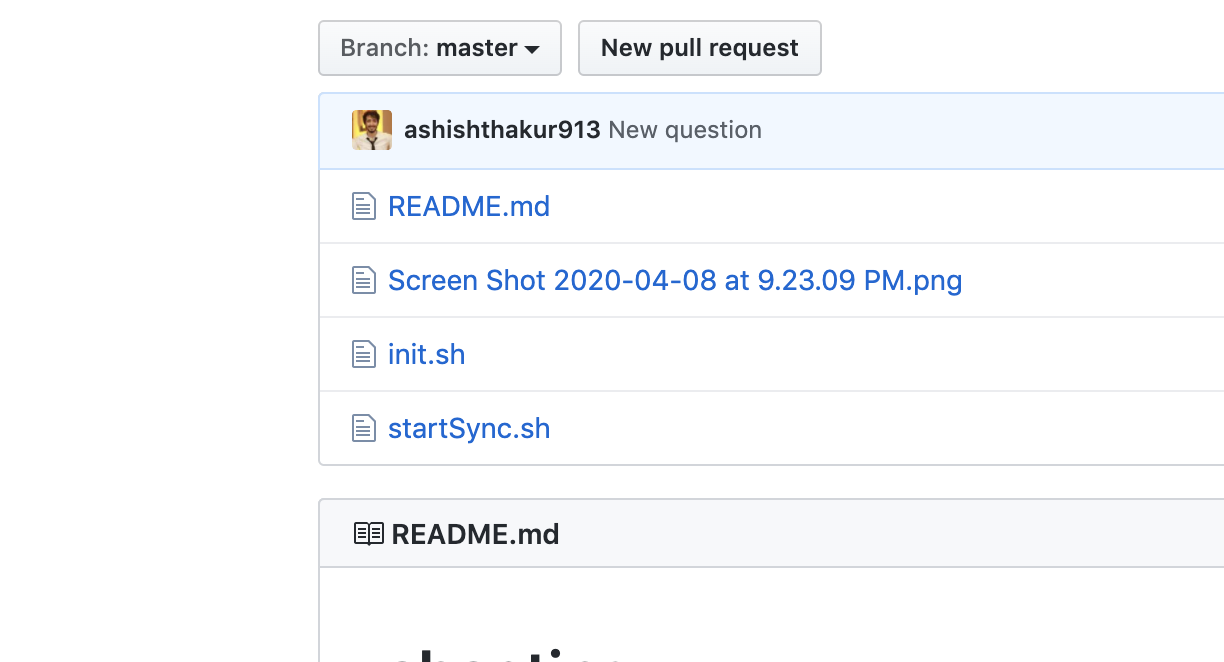 Branch: master
New pull request
ashishthakur913 New question
README.md
Screen Shot 2020-04-08 at 9.23.09 PM.png
init.sh
startSync.sh
README.md